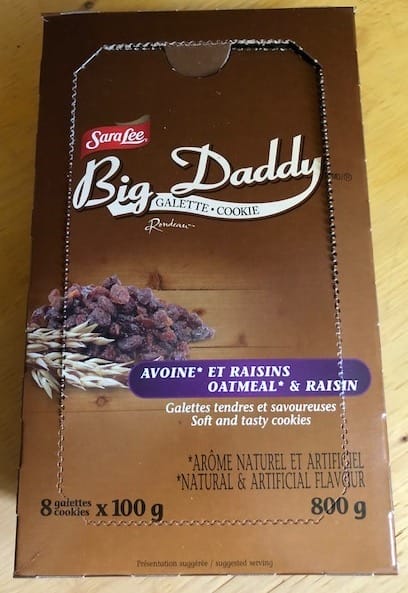 Sara Lee
Big Daddy
GALETTE • COOKIE
Rondeau
AVOINE* ET RAISINS
OATMEAL* & RAISIN
Galettes tendres et savoureuses
Soft and tasty cookies
*ARÔME NATUREL ET ARTIFICIEL
*NATURAL & ARTIFICIAL FLAVOUR
8 galettes cookies x 100 g
800 g
Présentation suggérée / suggested serving